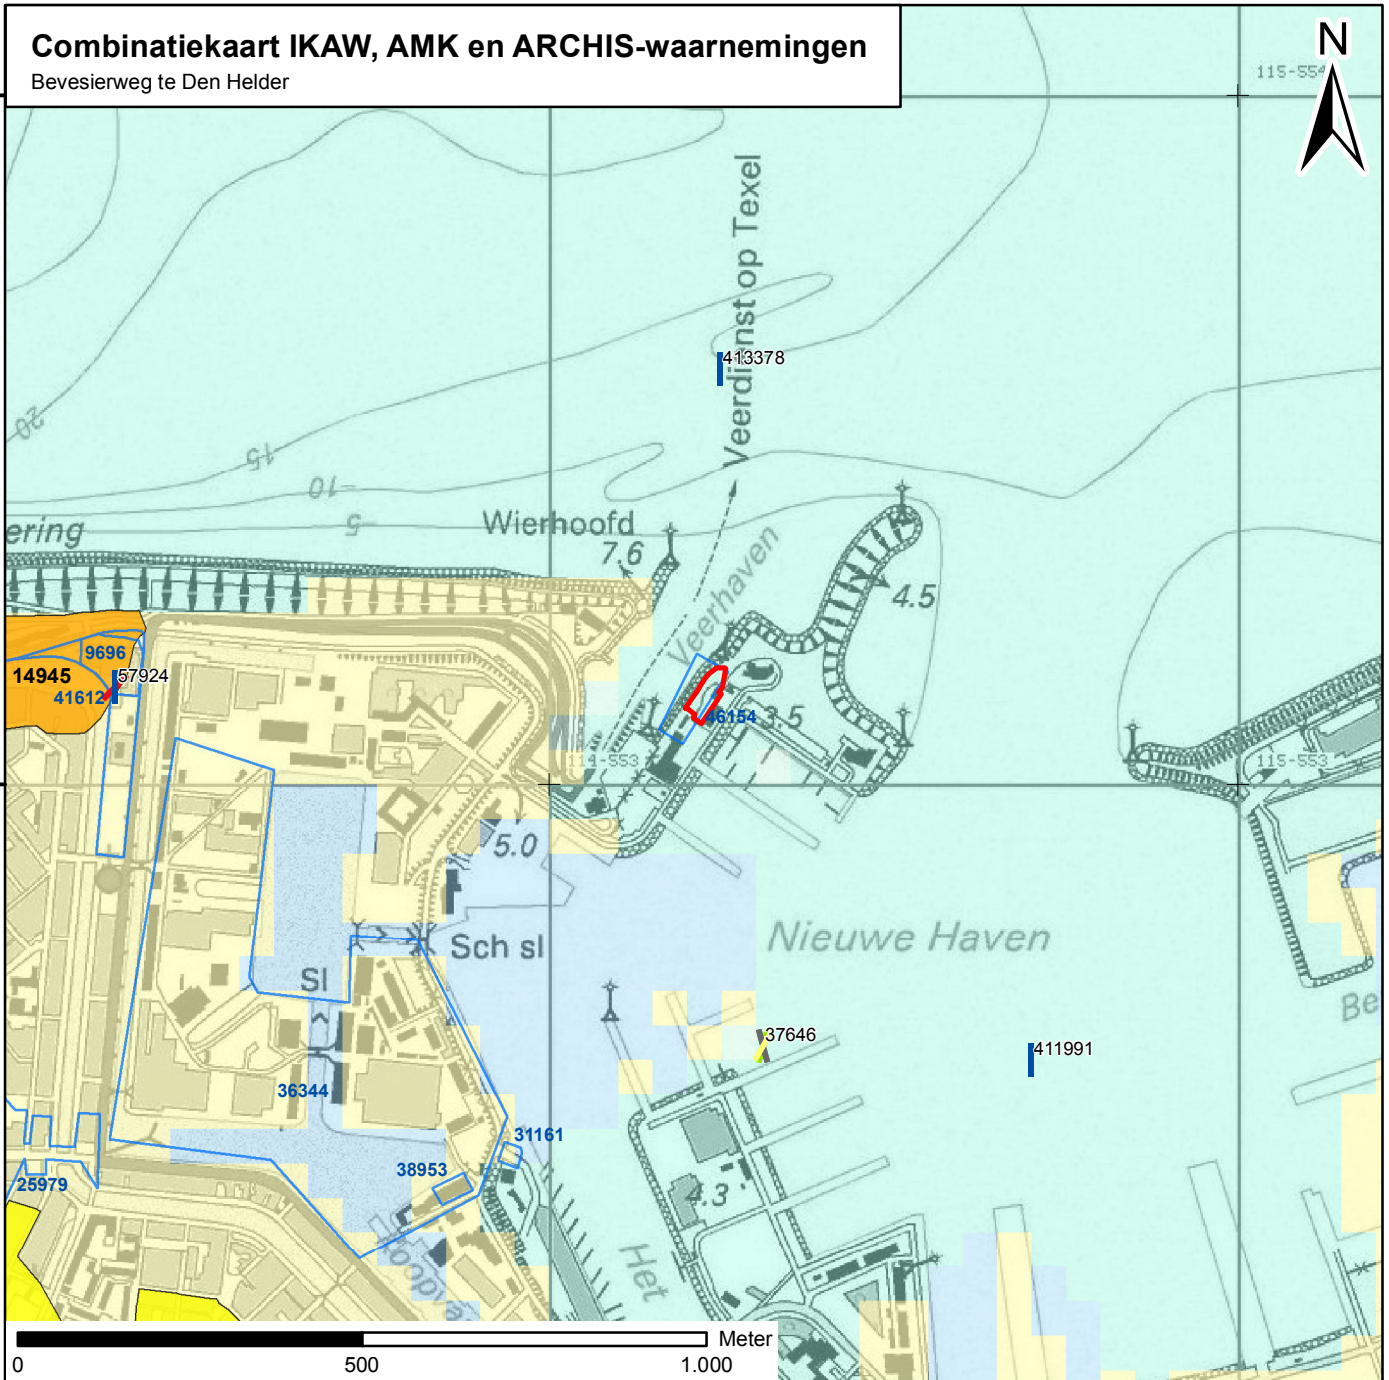 Combinatiekaart IKAW, AMK en ARCHIS-waarnemingen
Bevesierweg te Den Helder
N
115-554
Veerdienst op Texel
413378
20
15
10
5
ering
Wierhoofd
7.6
Veerhaven
4.5
9696
14945
57924
41612
46154
3.5
114-553
115-553
5.0
Nieuwe Haven
Sch sl
Sl
Be
37646
411991
36344
31161
38953
25979
4.3
Het
Koopva
Meter
0
500
1.000